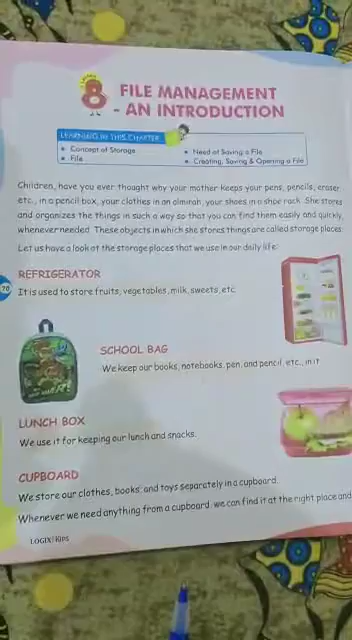 8
FILE MANAGEMENT
- AN INTRODUCTION
LEARNING IN THIS CHAPTER
• Concept of Storage
• Need of Saving a File
• File
• Creating, Saving & Opening a File
Children, have you ever thought why your mother keeps your pens, pencils, eraser
etc., in a pencil box, your clothes in an almirah, your shoes in a shoe rack. She stores
and organizes the things in such a way so that you can find them easily and quickly,
whenever needed. These objects in which she stores things are called storage places.
Let us have a look at the storage places that we use in our daily life:
REFRIGERATOR
70
It is used to store fruits, vegetables, milk, sweets, etc.
SCHOOL BAG
We keep our books, notebooks, pen, and pencil, etc., in it
LUNCH BOX
We use it for keeping our lunch and snacks.
CUPBOARD
We store our clothes, books, and toys separately in a cupboard.
Whenever we need anything from a cupboard, we can find it at the right place and
LOGIX KIPS